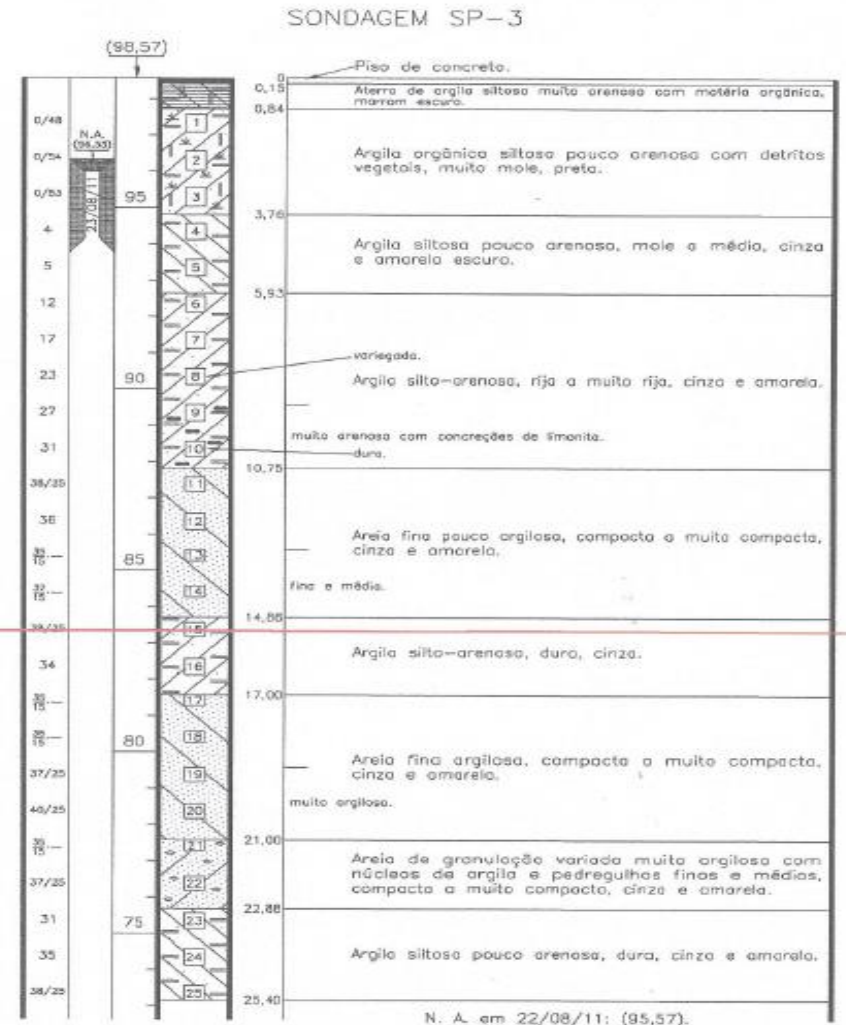 SONDAGEM SP-3
(98,57)
Piso de concreto.
0
0,15
Aterro de argila siltosa muito arenosa com matéria orgânica,
marrom escuro.
0,84
0/48
1
N.A.
0/54
2
Argila orgânica siltosa pouco arenosa com detritos
vegetais, muito mole, preta.
23/08/11
0/53
95
3
3,76
4
4
Argila siltosa pouco arenosa, mole a média, cinza
e amarelo escuro.
5
5
5,93
12
6
17
7
variegada.
23
90
8
Argila silto-arenosa, rija a muito rija, cinza e amarela.
27
9
muito arenosa com concreções de limonita.
31
10
dura.
10,75
38/25
11
36
12
Areia fina pouco argilosa, compacta a muito compacta,
cinza e amarela.
85
13
14
fina e média.
15
Argila silto-arenosa, dura, cinza.
34
16
17,00
17
18
80
Areia fina argilosa, compacta a muito compacta,
cinza e amarela.
37/25
19
muito argilosa.
40/25
20
21,00
21
Areia de granulação variada muito argilosa com
núcleos de argila e pedregulhos finos e médios,
compacta a muito compacta, cinza e amarela.
37/25
22
22,88
31
75
23
35
24
Argila siltosa pouco arenosa, dura, cinza e amarela.
38/25
25
25,40
N. A. em 22/08/11: (95,57).